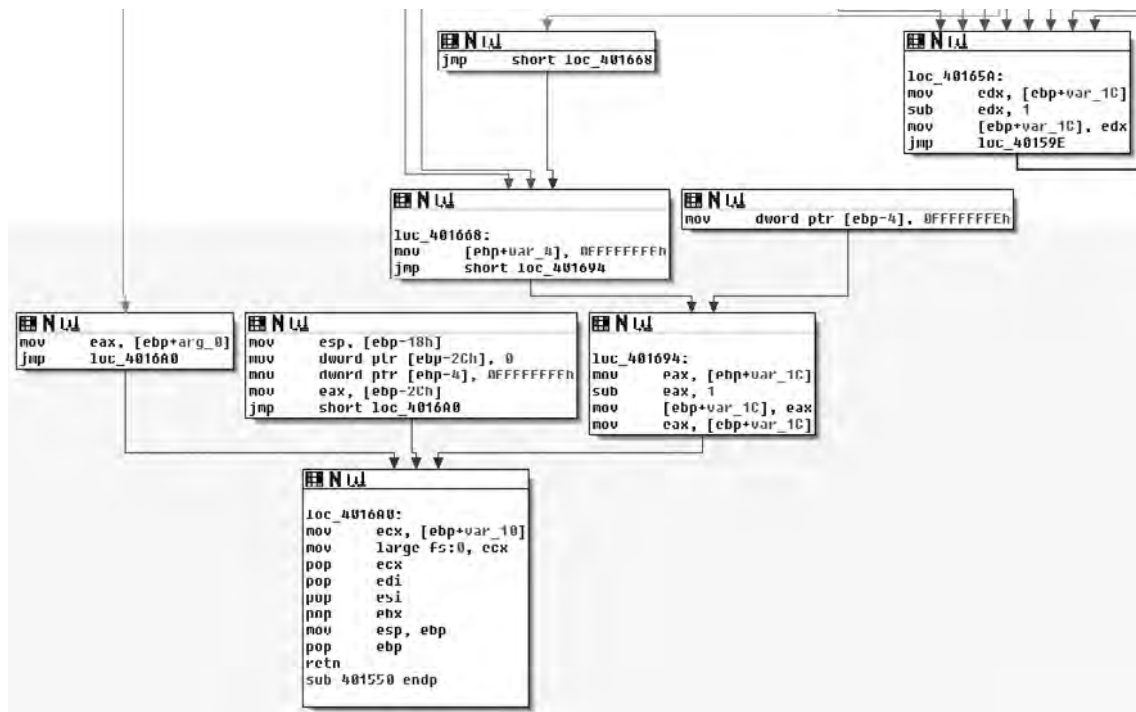 jmp short loc_401668
loc_40165A:
mov edx, [ebp+var_1C]
sub edx, 1
mov [ebp+var_1C], edx
jmp loc_40159E
loc_401668:
mov [ebp+var_4], 0FFFFFFFEh
jmp short loc_401694
mov dword ptr [ebp-4], 0FFFFFFFEh
mov eax, [ebp+arg_0]
jmp loc_4016A0
mov esp, [ebp-18h]
mov dword ptr [ebp-2Ch], 0
mov dword ptr [ebp-4], 0FFFFFFFEh
mov eax, [ebp-2Ch]
jmp short loc_4016A0
loc_401694:
mov eax, [ebp+var_1C]
sub eax, 1
mov [ebp+var_1C], eax
mov eax, [ebp+var_1C]
loc_4016A0:
mov ecx, [ebp+var_10]
mov large fs:0, ecx
pop ecx
pop edi
pop esi
pop ebx
mov esp, ebp
pop ebp
retn
sub_401550 endp